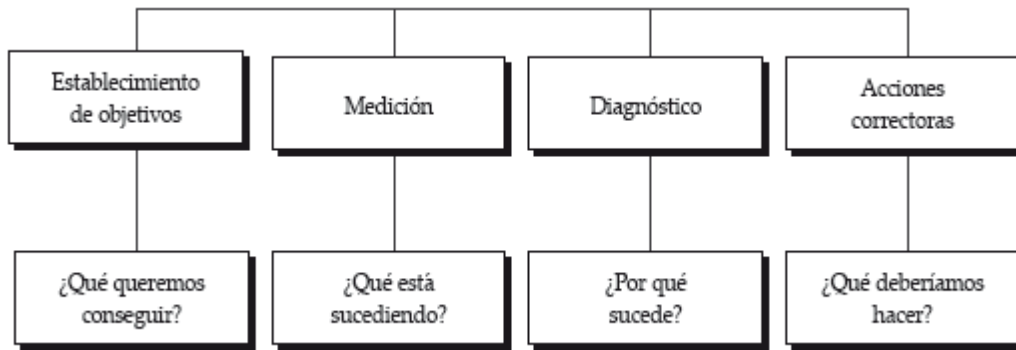 Establecimiento
de objetivos
Medición
Diagnóstico
Acciones
correctoras
¿Qué queremos
conseguir?
¿Qué está
sucediendo?
¿Por qué
sucede?
¿Qué deberíamos
hacer?